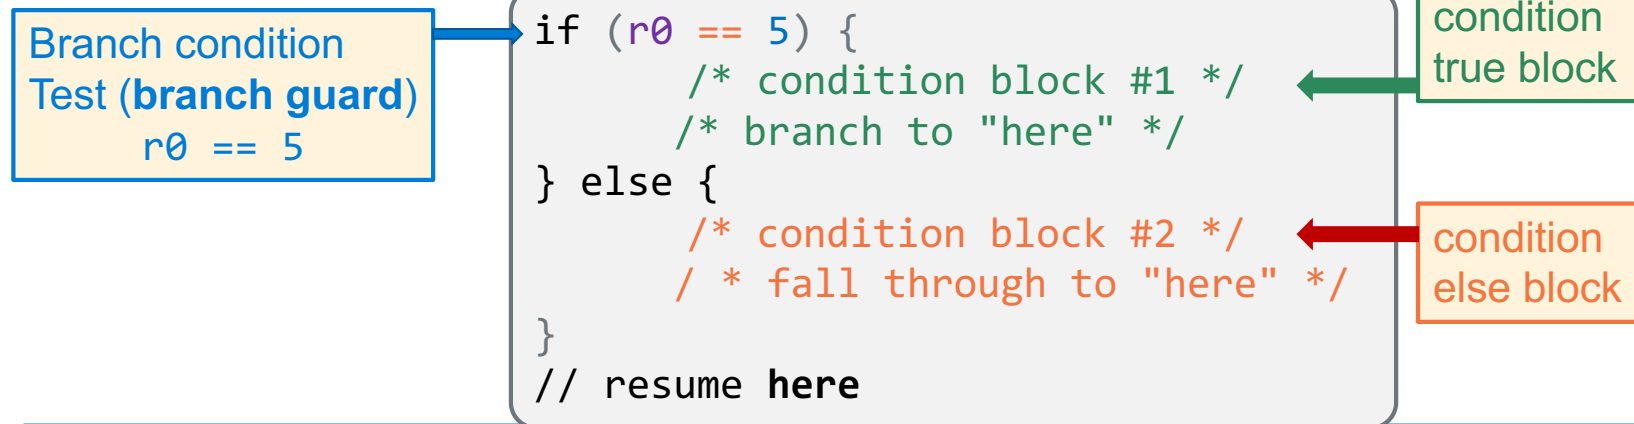 Branch condition
Test (branch guard)
r0 == 5
if (r0 == 5) {
/* condition block #1 */
/* branch to "here" */
} else {
/* condition block #2 */
/ * fall through to "here" */
}
// resume here
condition
true block
condition
else block